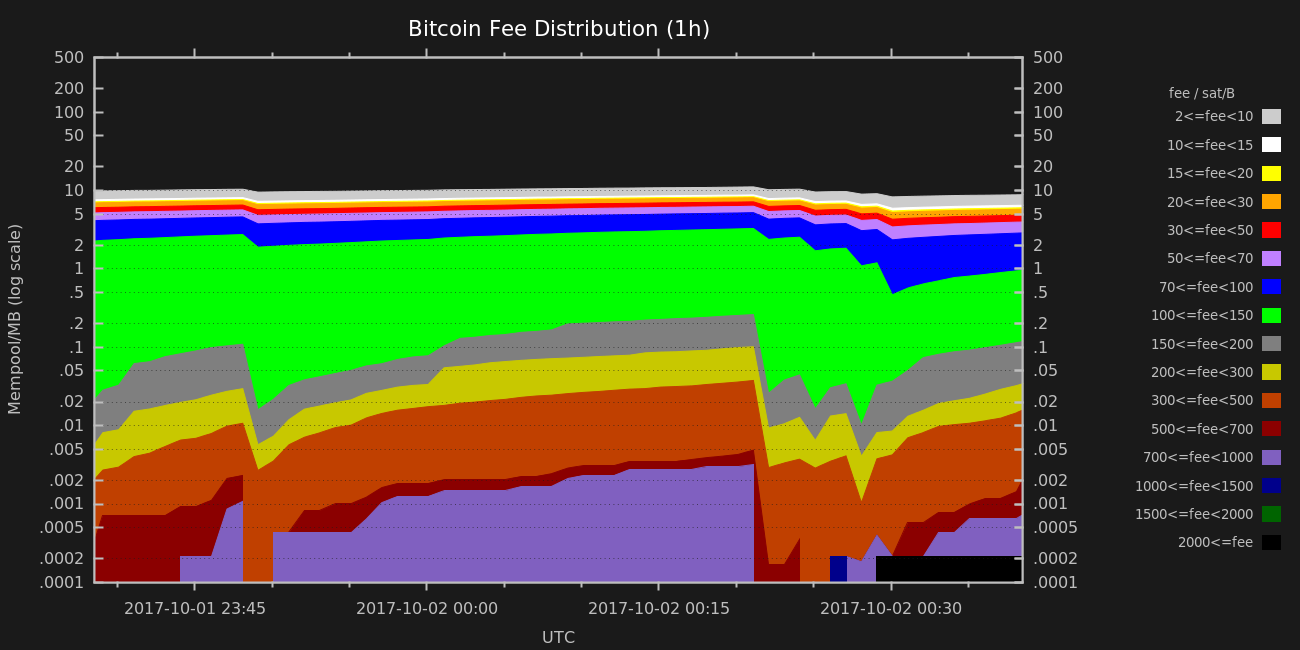 Bitcoin Fee Distribution (1h)
500
200
100
50
20
10
5
2
1
.5
.2
.1
.05
.02
.01
.005
.002
.001
.0005
.0002
.0001
Mempool/MB (log scale)
500
200
100
50
20
10
5
2
1
.5
.2
.1
.05
.02
.01
.005
.002
.001
.0005
.0002
.0001
2017-10-01 23:45
2017-10-02 00:00
2017-10-02 00:15
2017-10-02 00:30
UTC
fee / sat/B
2<=fee<10
10<=fee<15
15<=fee<20
20<=fee<30
30<=fee<50
50<=fee<70
70<=fee<100
100<=fee<150
150<=fee<200
200<=fee<300
300<=fee<500
500<=fee<700
700<=fee<1000
1000<=fee<1500
1500<=fee<2000
2000<=fee